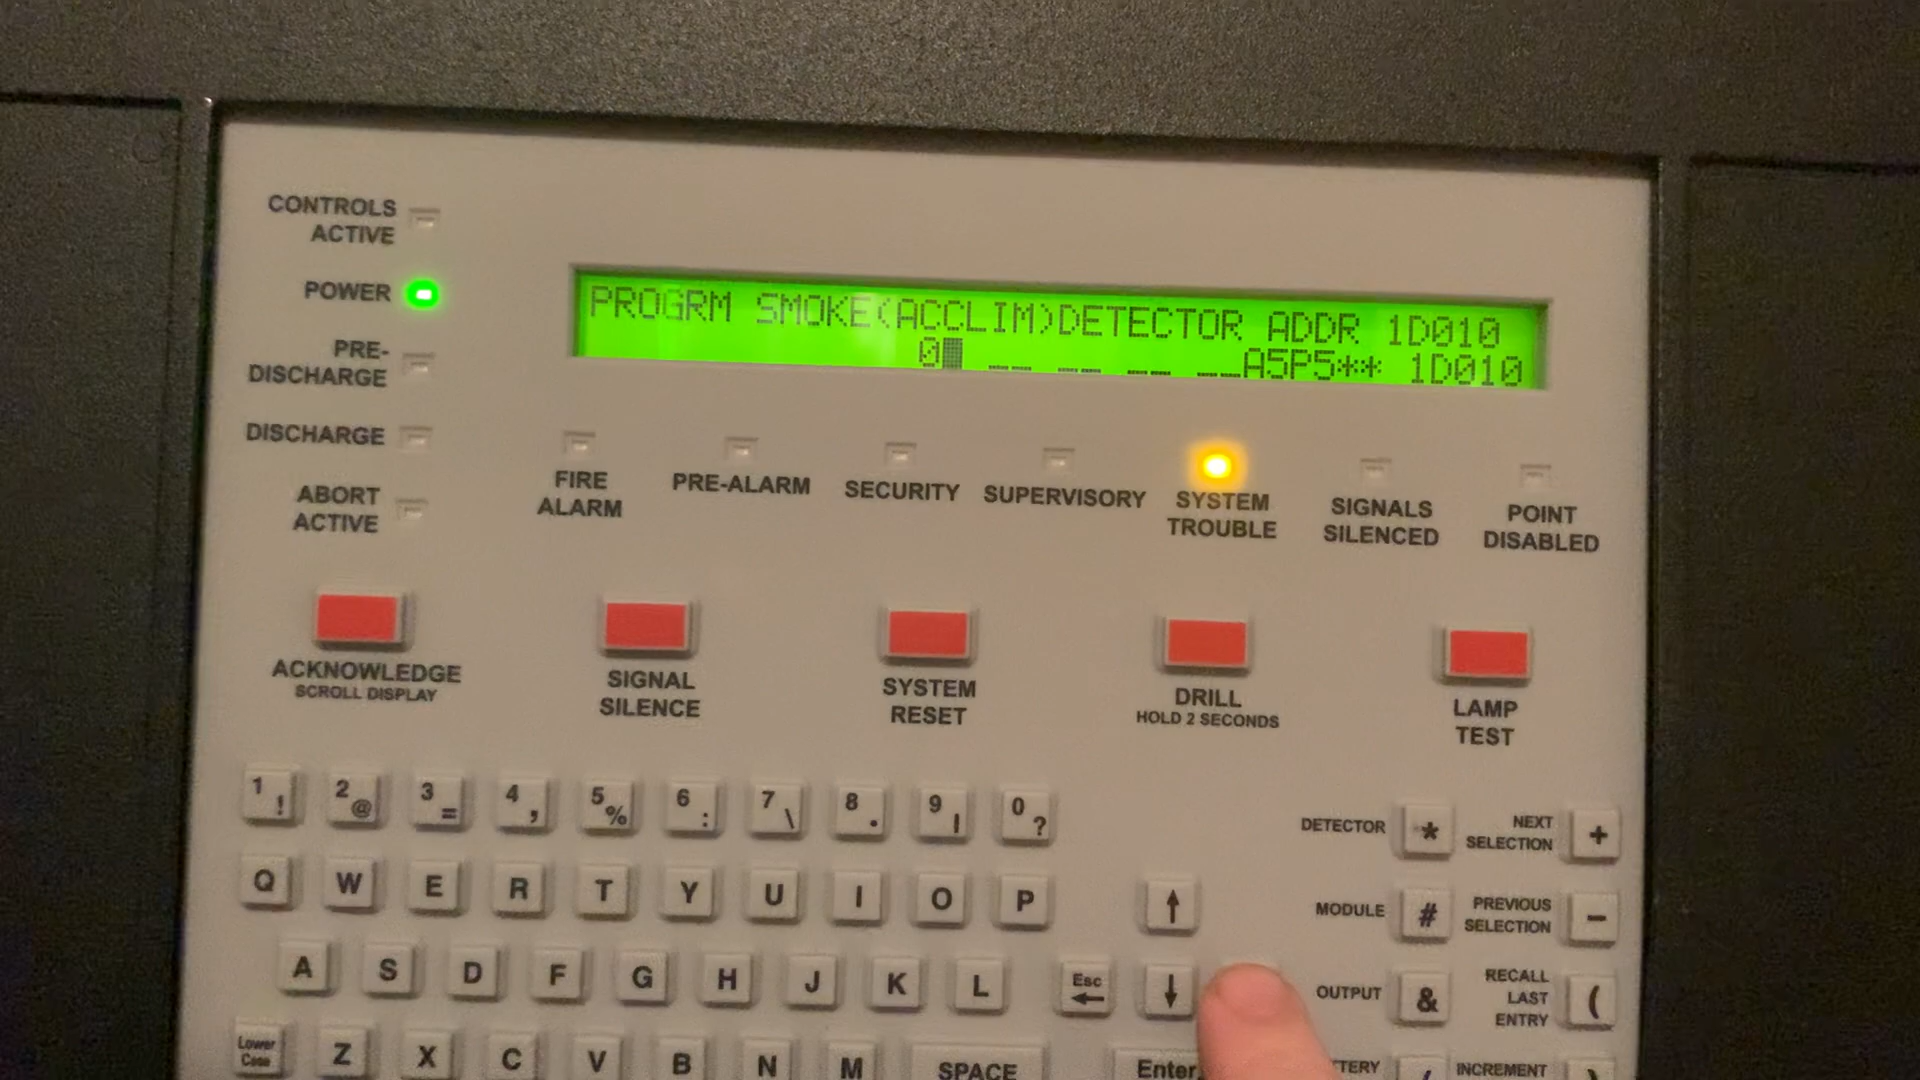 CONTROLS
ACTIVE
POWER
PRE-
DISCHARGE
DISCHARGE
ABORT
ACTIVE
PROGRM SMOKE(ACCLIM)DETECTOR ADDR 1D010
0 __ __ __ __A5P5** 1D010
FIRE
ALARM
PRE-ALARM
SECURITY
SUPERVISORY
SYSTEM
TROUBLE
SIGNALS
SILENCED
POINT
DISABLED
ACKNOWLEDGE
SCROLL DISPLAY
SIGNAL
SILENCE
SYSTEM
RESET
DRILL
HOLD 2 SECONDS
LAMP
TEST
1 ! 2 @ 3 = 4 , 5 % 6 : 7 \ 8 . 9 | 0 ?
Q W E R T Y U I O P ↑
A S D F G H J K L Esc ← ↓
Lower
Case
Z X C V B N M SPACE Enter
DETECTOR *
NEXT
SELECTION +
MODULE #
PREVIOUS
SELECTION -
OUTPUT &
RECALL
LAST
ENTRY (
INCREMENT